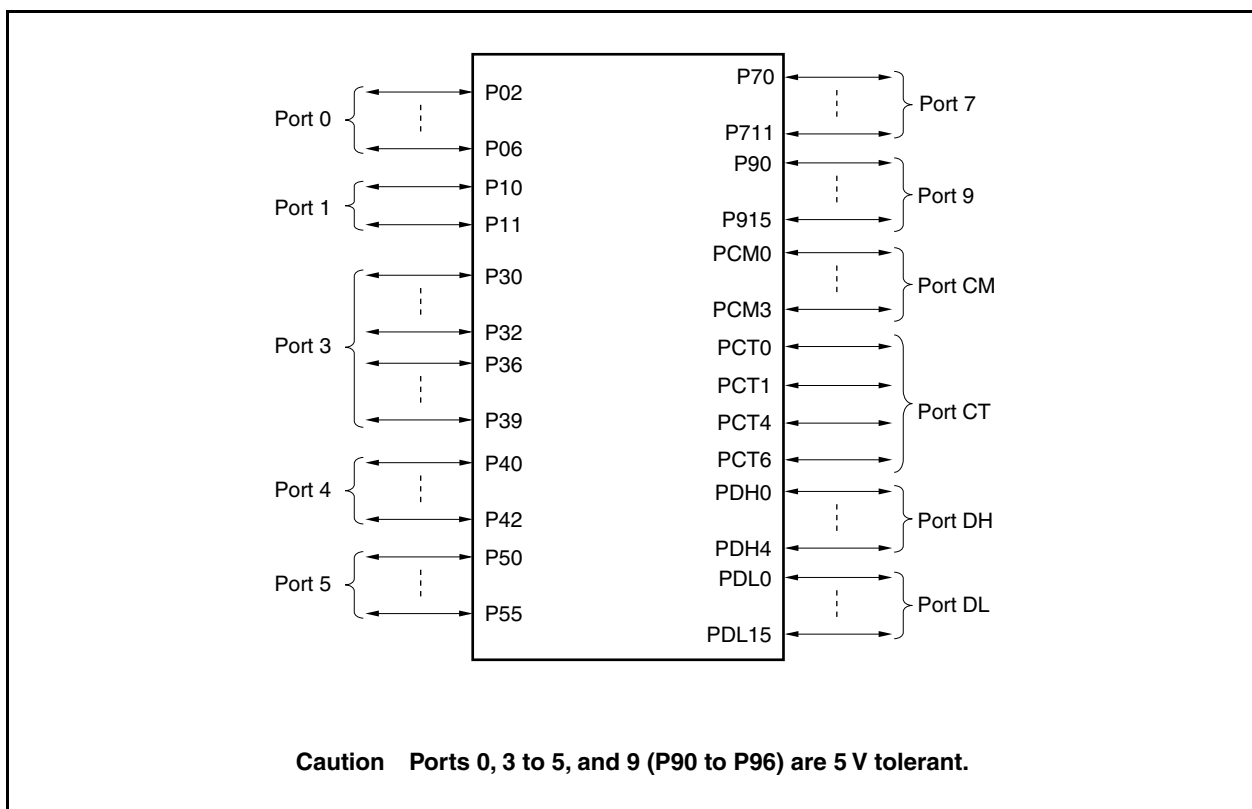 Port 0
P02
P06
Port 1
P10
P11
Port 3
P30
P32
P36
P39
Port 4
P40
P42
Port 5
P50
P55
P70
P711
Port 7
P90
P915
Port 9
PCM0
PCM3
Port CM
PCT0
PCT1
PCT4
PCT6
Port CT
PDH0
PDH4
Port DH
PDL0
PDL15
Port DL
Caution Ports 0, 3 to 5, and 9 (P90 to P96) are 5 V tolerant.